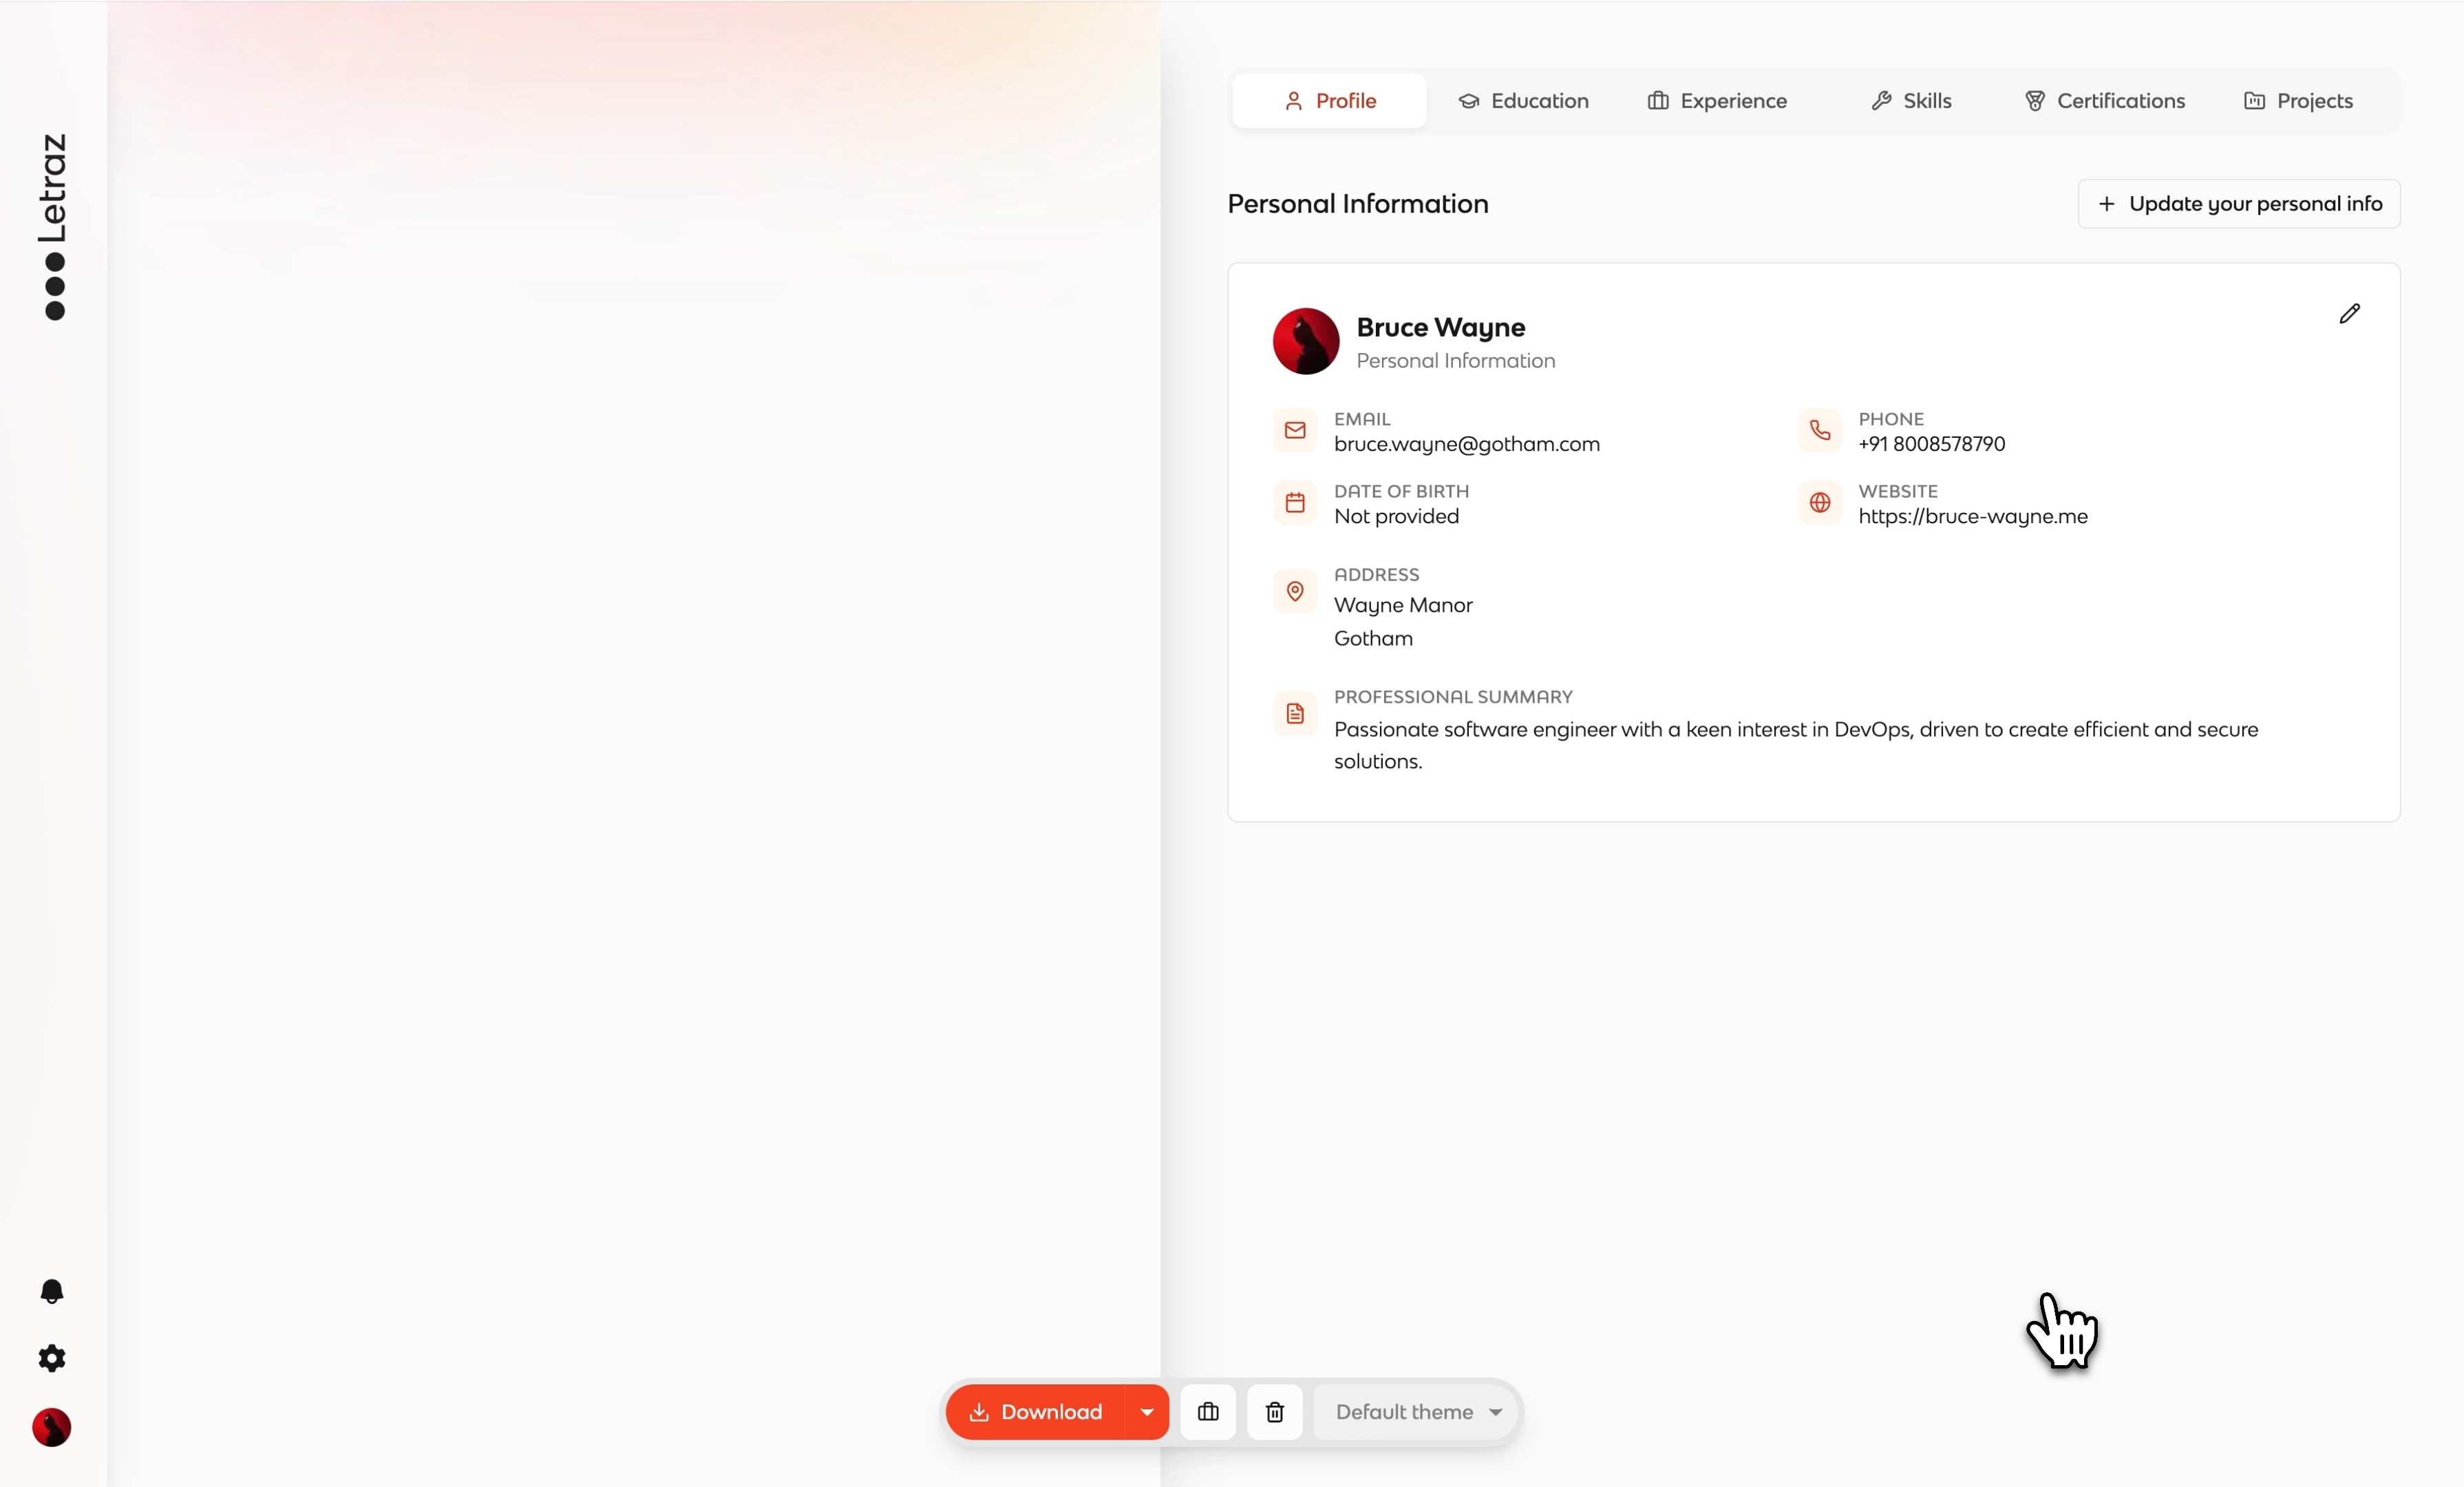 Letraz
Profile
Education
Experience
Skills
Certifications
Projects
Personal Information
Update your personal info
Bruce Wayne
Personal Information
EMAIL
bruce.wayne@gotham.com
PHONE
+91 8008578790
DATE OF BIRTH
Not provided
WEBSITE
https://bruce-wayne.me
ADDRESS
Wayne Manor
Gotham
PROFESSIONAL SUMMARY
Passionate software engineer with a keen interest in DevOps, driven to create efficient and secure
solutions.
Download
Default theme